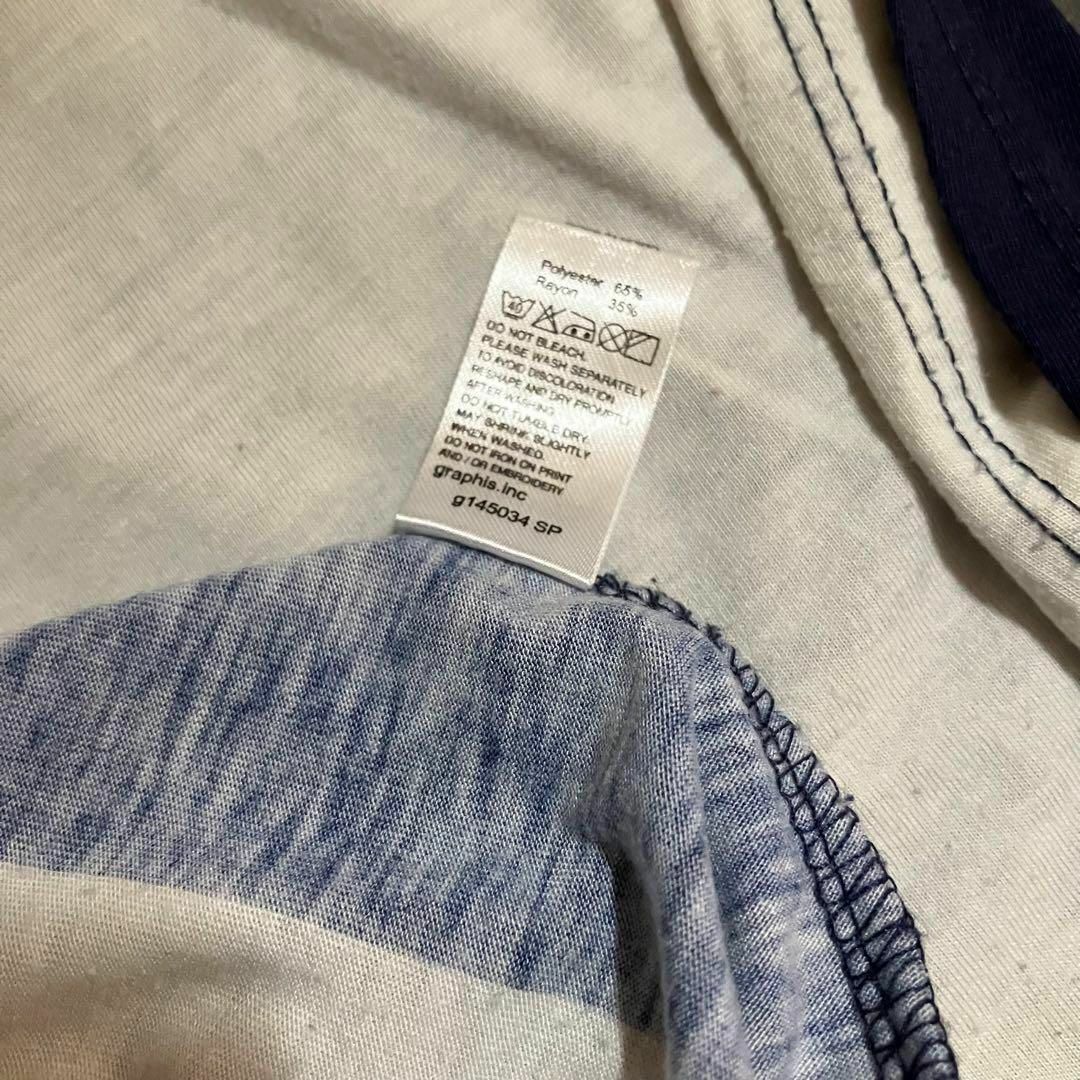 Polyester 65%
Rayon 35%
40
DO NOT BLEACH.
PLEASE WASH SEPARATELY
TO AVOID DISCOLORATION
RESHAPE AND DRY PROMPTLY
AFTER WASHING.
DO NOT TUMBLE DRY.
MAY SHRINK SLIGHTLY
WHEN WASHED.
DO NOT IRON ON PRINT
AND / OR EMBROIDERY
graphis.inc
g145034 SP